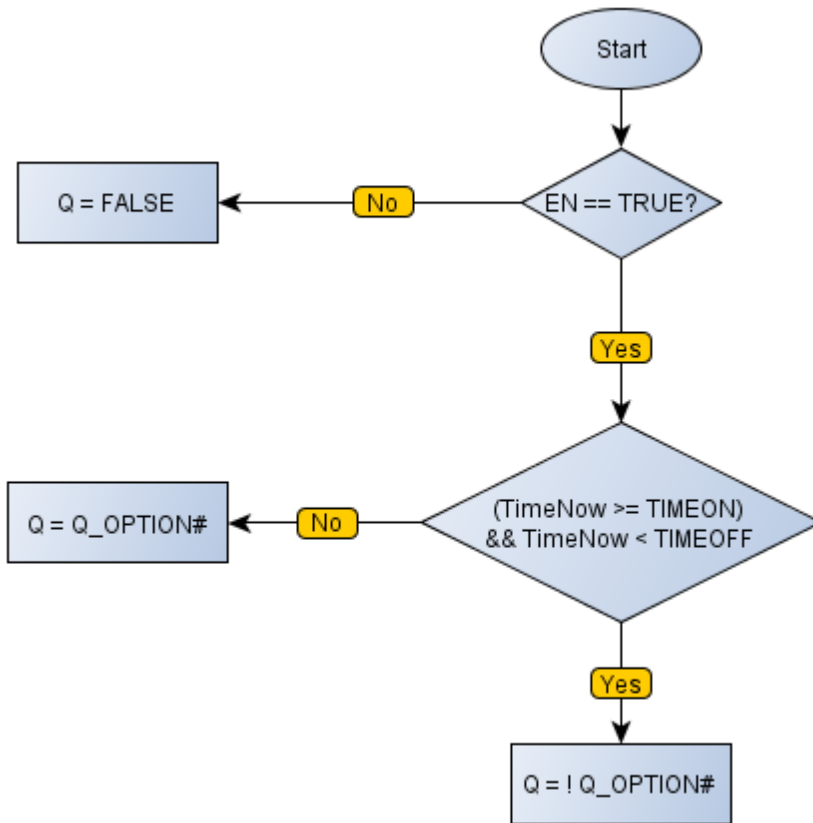 Start
EN == TRUE?
No
Q = FALSE
Yes
(TimeNow >= TIMEON)
&& TimeNow < TIMEOFF
No
Q = Q_OPTION#
Yes
Q = ! Q_OPTION#